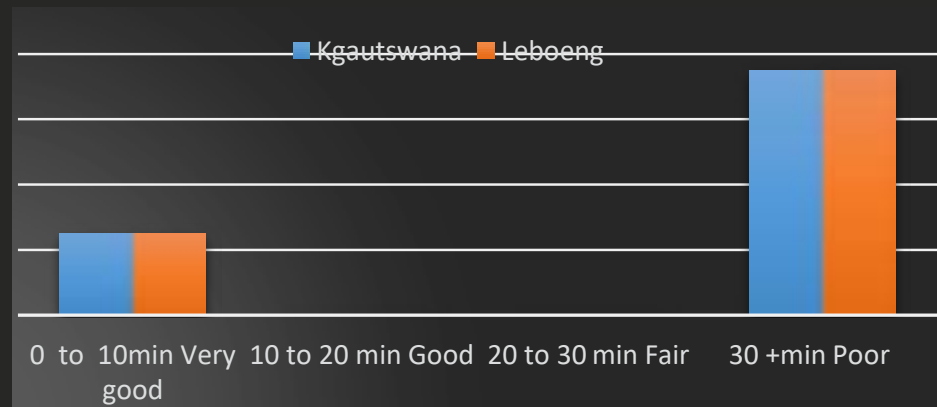 Kgautswana Leboeng
0 to 10min Very good
10 to 20 min Good
20 to 30 min Fair
30 +min Poor